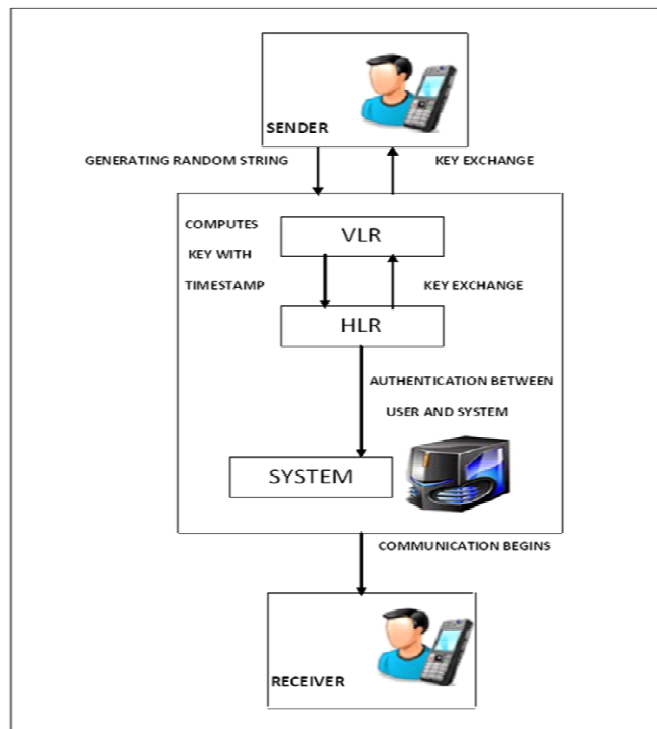 SENDER
GENERATING RANDOM STRING
KEY EXCHANGE
COMPUTES
KEY WITH
TIMESTAMP
VLR
KEY EXCHANGE
HLR
AUTHENTICATION BETWEEN
USER AND SYSTEM
SYSTEM
COMMUNICATION BEGINS
RECEIVER